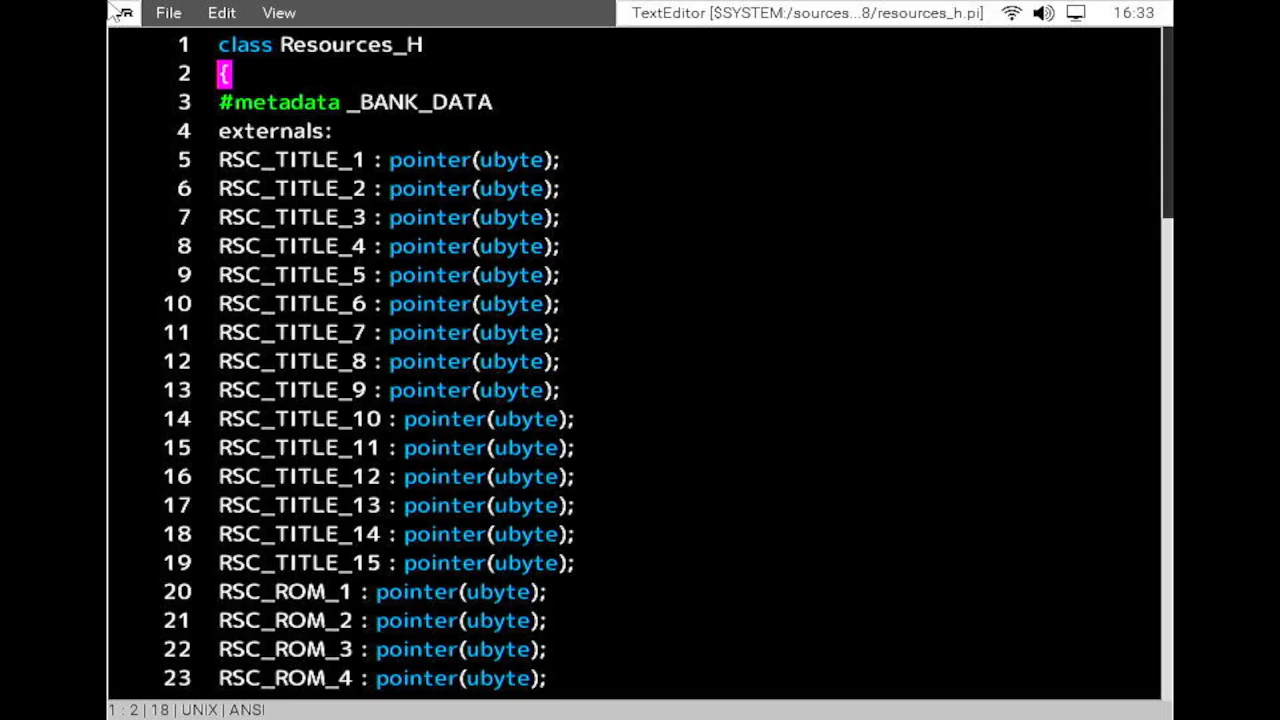 File Edit View TextEditor [$SYSTEM:/sources...8/resources_h.pi] 16:33
1 class Resources_H
2 {
3 #metadata _BANK_DATA
4 externals:
5 RSC_TITLE_1 : pointer(ubyte);
6 RSC_TITLE_2 : pointer(ubyte);
7 RSC_TITLE_3 : pointer(ubyte);
8 RSC_TITLE_4 : pointer(ubyte);
9 RSC_TITLE_5 : pointer(ubyte);
10 RSC_TITLE_6 : pointer(ubyte);
11 RSC_TITLE_7 : pointer(ubyte);
12 RSC_TITLE_8 : pointer(ubyte);
13 RSC_TITLE_9 : pointer(ubyte);
14 RSC_TITLE_10 : pointer(ubyte);
15 RSC_TITLE_11 : pointer(ubyte);
16 RSC_TITLE_12 : pointer(ubyte);
17 RSC_TITLE_13 : pointer(ubyte);
18 RSC_TITLE_14 : pointer(ubyte);
19 RSC_TITLE_15 : pointer(ubyte);
20 RSC_ROM_1 : pointer(ubyte);
21 RSC_ROM_2 : pointer(ubyte);
22 RSC_ROM_3 : pointer(ubyte);
23 RSC_ROM_4 : pointer(ubyte);
1 : 2 | 18 | UNIX | ANSI